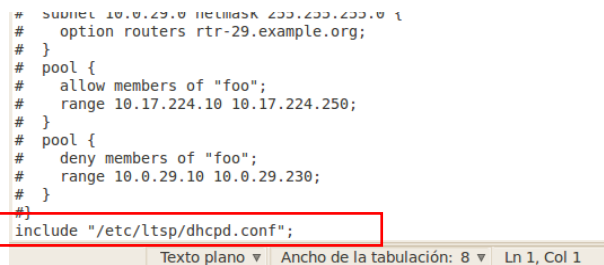 #  subnet 10.0.29.0 netmask 255.255.255.0 {
#    option routers rtr-29.example.org;
#  }
#  pool {
#    allow members of "foo";
#    range 10.17.224.10 10.17.224.250;
#  }
#  pool {
#    deny members of "foo";
#    range 10.0.29.10 10.0.29.230;
#  }
#}
include "/etc/ltsp/dhcpd.conf";
Texto plano ▼ Ancho de la tabulación: 8 ▼ Ln 1, Col 1